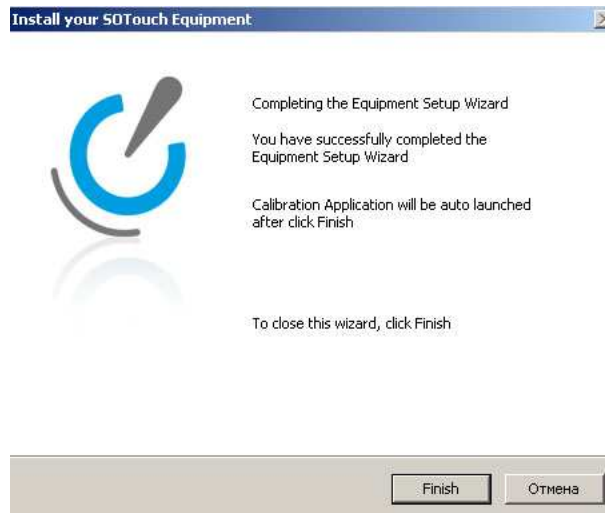 Install your SOTouch Equipment
Completing the Equipment Setup Wizard
You have successfully completed the
Equipment Setup Wizard
Calibration Application will be auto launched
after click Finish
To close this wizard, click Finish
Finish
Отмена